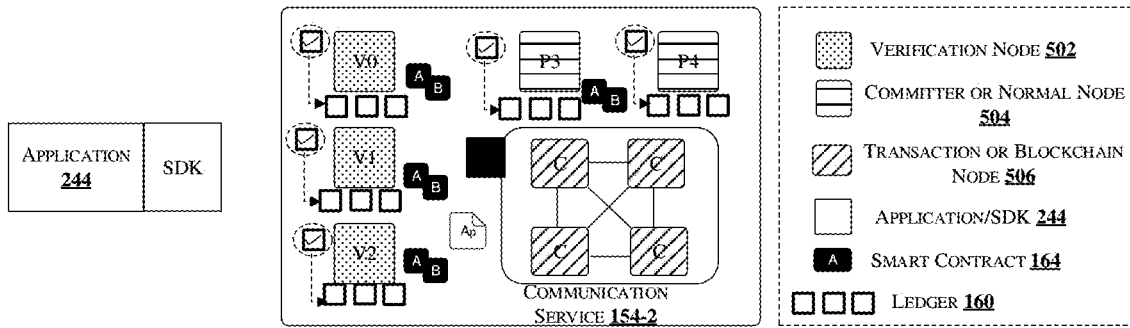 APPLICATION
244
SDK
V0
A
B
P3
A
B
P4
V1
A
B
Ap
V2
A
B
C
C
C
C
COMMUNICATION
SERVICE 154-2
VERIFICATION NODE 502
COMMITTER OR NORMAL NODE
504
TRANSACTION OR BLOCKCHAIN
NODE 506
APPLICATION/SDK 244
A
SMART CONTRACT 164
LEDGER 160